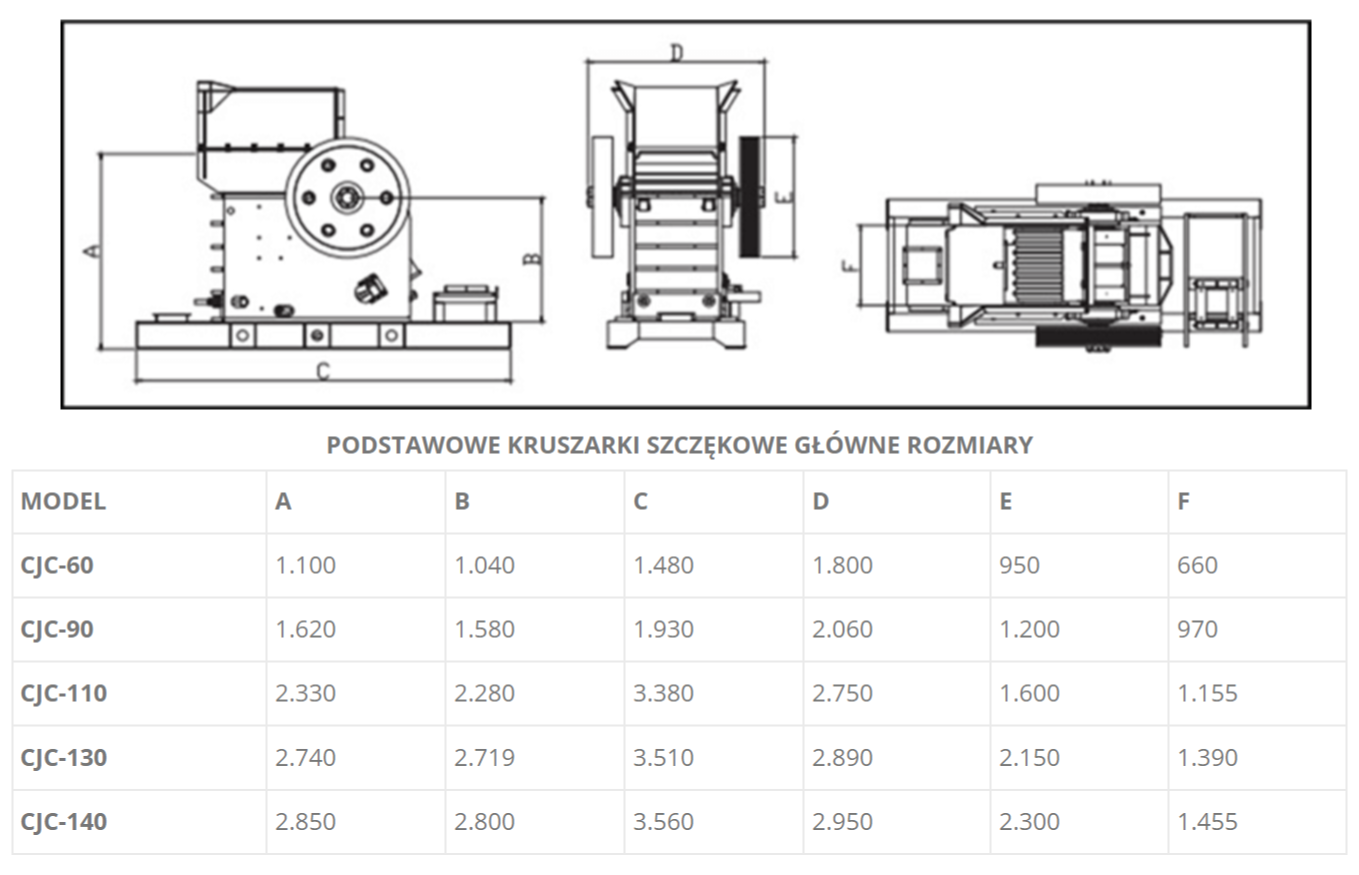 D
A
B
E
F
C
PODSTAWOWE KRUSZARKI SZCZĘKOWE GŁÓWNE ROZMIARY
MODEL A B C D E F
CJC-60 1.100 1.040 1.480 1.800 950 660
CJC-90 1.620 1.580 1.930 2.060 1.200 970
CJC-110 2.330 2.280 3.380 2.750 1.600 1.155
CJC-130 2.740 2.719 3.510 2.890 2.150 1.390
CJC-140 2.850 2.800 3.560 2.950 2.300 1.455